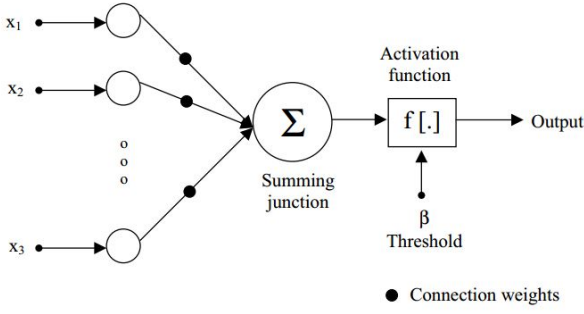 x1
x2
x3
Σ
Summing
junction
Activation
function
f [.]
Output
β
Threshold
Connection weights